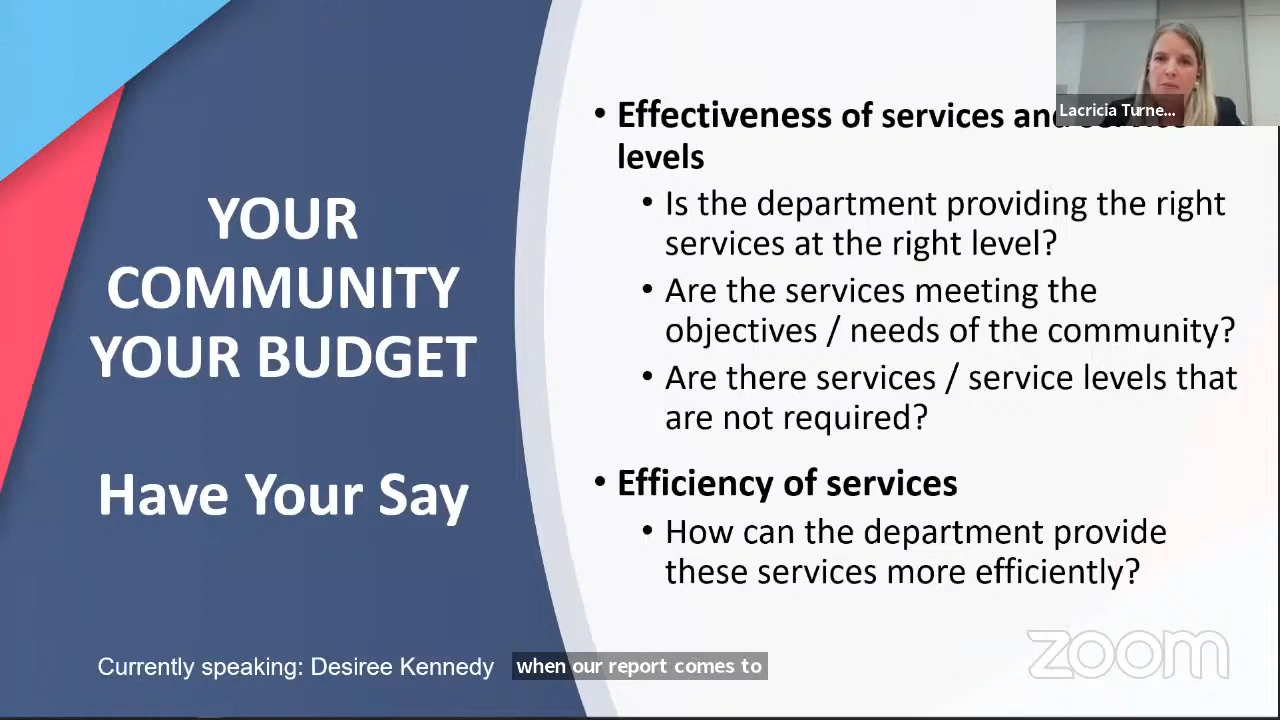 YOUR
COMMUNITY
YOUR BUDGET
Have Your Say
• Effectiveness of services and service
levels
• Is the department providing the right
services at the right level?
• Are the services meeting the
objectives / needs of the community?
• Are there services / service levels that
are not required?
• Efficiency of services
• How can the department provide
these services more efficiently?
Lacricia Turne...
Currently speaking: Desiree Kennedy
when our report comes to
zoom